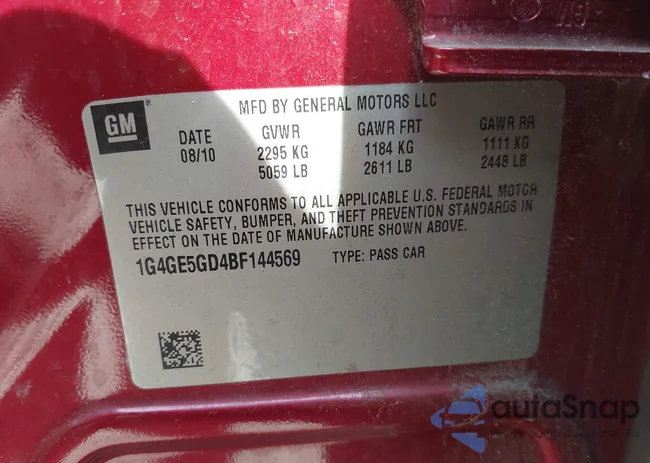 GM
MFD BY GENERAL MOTORS LLC
DATE GVWR GAWR FRT GAWR RR
08/10 2295 KG 1184 KG 1111 KG
5059 LB 2611 LB 2448 LB
THIS VEHICLE CONFORMS TO ALL APPLICABLE U.S. FEDERAL MOTOR
VEHICLE SAFETY, BUMPER, AND THEFT PREVENTION STANDARDS IN
EFFECT ON THE DATE OF MANUFACTURE SHOWN ABOVE.
1G4GE5GD4BF144569 TYPE: PASS CAR
autoSnap